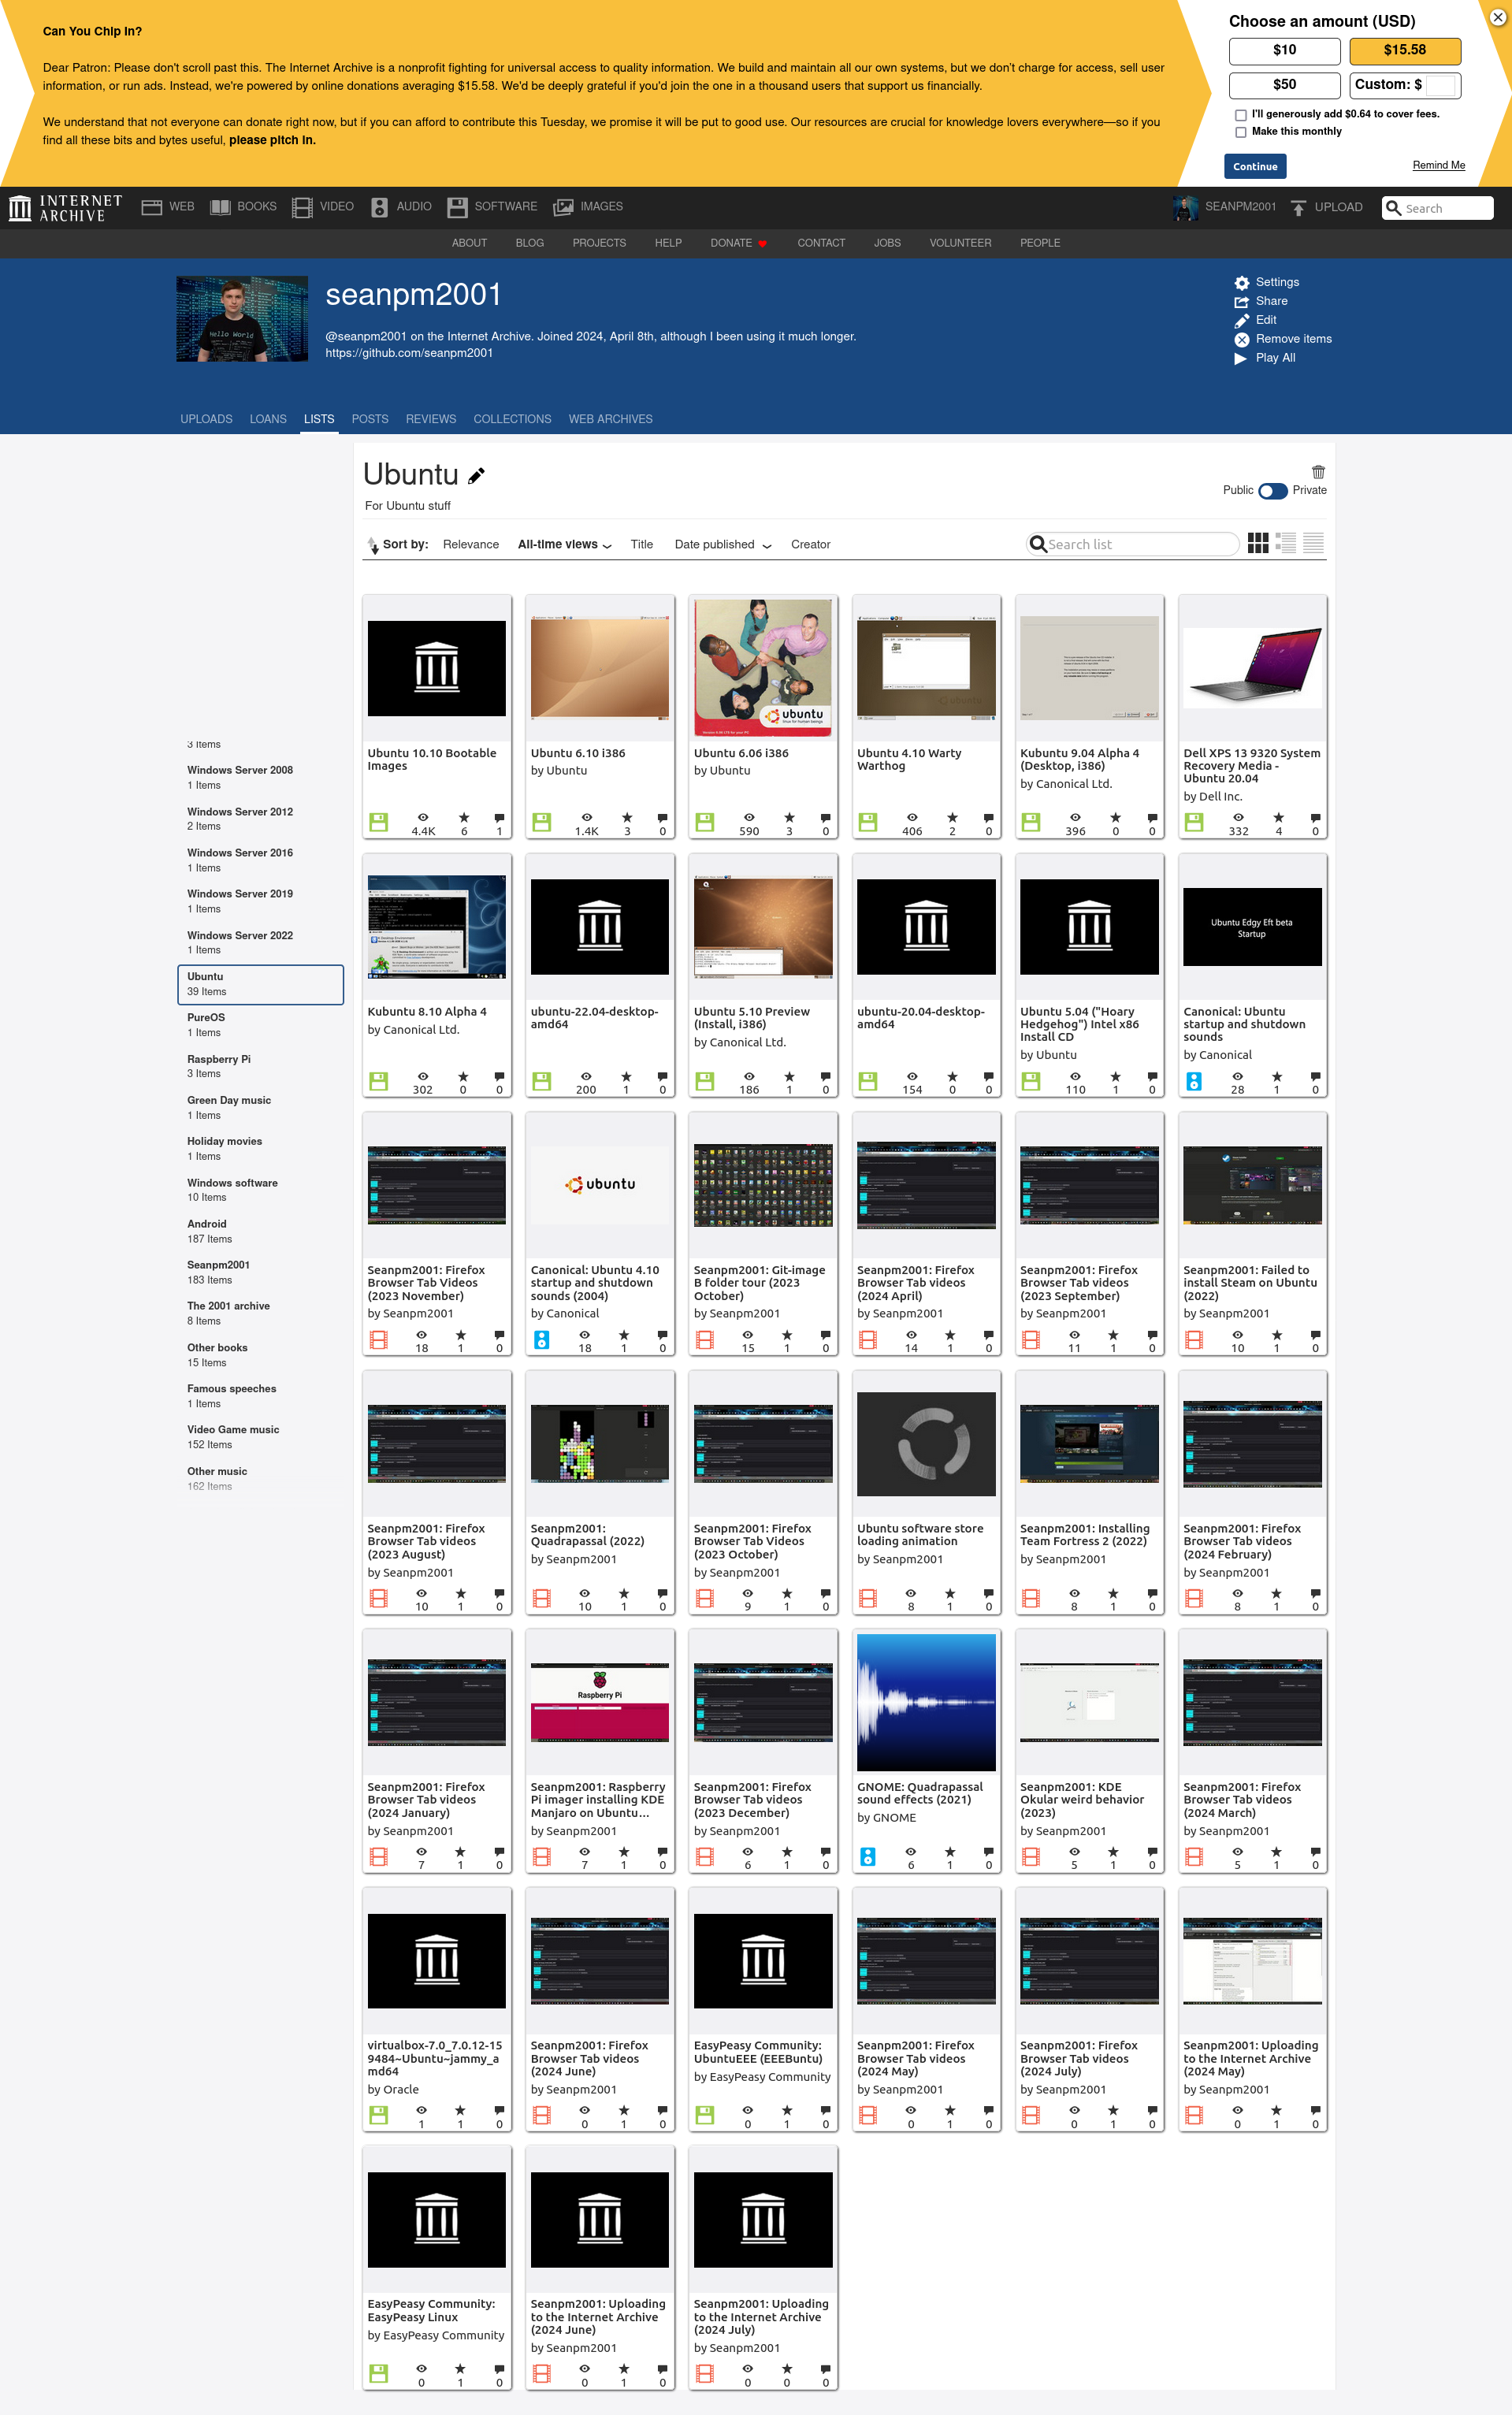 Can You Chip In?
Dear Patron: Please don't scroll past this. The Internet Archive is a nonprofit fighting for universal access to quality information. We build and maintain all our own systems, but we don't charge for access, sell user
information, or run ads. Instead, we're powered by online donations averaging $15.58. We'd be deeply grateful if you'd join the one in a thousand users that support us financially.
We understand that not everyone can donate right now, but if you can afford to contribute this Tuesday, we promise it will be put to good use. Our resources are crucial for knowledge lovers everywhere—so if you
find all these bits and bytes useful, please pitch in.
Choose an amount (USD)
$10
$15.58
$50
Custom: $
I'll generously add $0.64 to cover fees.
Make this monthly
Continue
Remind Me
INTERNET ARCHIVE
WEB BOOKS VIDEO AUDIO SOFTWARE IMAGES
SEANPM2001 UPLOAD Search
ABOUT BLOG PROJECTS HELP DONATE CONTACT JOBS VOLUNTEER PEOPLE
Hello World
seanpm2001
@seanpm2001 on the Internet Archive. Joined 2024, April 8th, although I been using it much longer.
https://github.com/seanpm2001
Settings
Share
Edit
Remove items
Play All
UPLOADS LOANS LISTS POSTS REVIEWS COLLECTIONS WEB ARCHIVES
3 Items
Windows Server 2008
1 Items
Windows Server 2012
2 Items
Windows Server 2016
1 Items
Windows Server 2019
1 Items
Windows Server 2022
1 Items
Ubuntu
39 Items
PureOS
1 Items
Raspberry Pi
3 Items
Green Day music
1 Items
Holiday movies
1 Items
Windows software
10 Items
Android
187 Items
Seanpm2001
183 Items
The 2001 archive
8 Items
Other books
15 Items
Famous speeches
1 Items
Video Game music
152 Items
Other music
162 Items
Ubuntu
For Ubuntu stuff
Public Private
Sort by: Relevance All-time views Title Date published Creator
Search list
Ubuntu 10.10 Bootable
Images
4.4K 6 1
Ubuntu 6.10 i386
by Ubuntu
1.4K 3 0
ubuntu
Ubuntu 6.06 i386
by Ubuntu
590 3 0
Ubuntu 4.10 Warty
Warthog
406 2 0
Kubuntu 9.04 Alpha 4
(Desktop, i386)
by Canonical Ltd.
396 0 0
Dell XPS 13 9320 System
Recovery Media -
Ubuntu 20.04
by Dell Inc.
332 4 0
Kubuntu 8.10 Alpha 4
by Canonical Ltd.
302 0 0
ubuntu-22.04-desktop-
amd64
200 1 0
Ubuntu 5.10 Preview
(Install, i386)
by Canonical Ltd.
186 1 0
ubuntu-20.04-desktop-
amd64
154 0 0
Ubuntu 5.04 ("Hoary
Hedgehog") Intel x86
Install CD
by Ubuntu
110 1 0
Ubuntu Edgy Eft beta
Startup
Canonical: Ubuntu
startup and shutdown
sounds
by Canonical
28 1 0
Seanpm2001: Firefox
Browser Tab Videos
(2023 November)
by Seanpm2001
18 1 0
ubuntu
Canonical: Ubuntu 4.10
startup and shutdown
sounds (2004)
by Canonical
18 1 0
Seanpm2001: Git-image
B folder tour (2023
October)
by Seanpm2001
15 1 0
Seanpm2001: Firefox
Browser Tab videos
(2024 April)
by Seanpm2001
14 1 0
Seanpm2001: Firefox
Browser Tab videos
(2023 September)
by Seanpm2001
11 1 0
Seanpm2001: Failed to
install Steam on Ubuntu
(2022)
by Seanpm2001
10 1 0
Seanpm2001: Firefox
Browser Tab videos
(2023 August)
by Seanpm2001
10 1 0
Seanpm2001:
Quadrapassal (2022)
by Seanpm2001
10 1 0
Seanpm2001: Firefox
Browser Tab Videos
(2023 October)
by Seanpm2001
9 1 0
Ubuntu software store
loading animation
by Seanpm2001
8 1 0
Seanpm2001: Installing
Team Fortress 2 (2022)
by Seanpm2001
8 1 0
Seanpm2001: Firefox
Browser Tab videos
(2024 February)
by Seanpm2001
8 1 0
Seanpm2001: Firefox
Browser Tab videos
(2024 January)
by Seanpm2001
7 1 0
Raspberry Pi
Seanpm2001: Raspberry
Pi imager installing KDE
Manjaro on Ubuntu…
by Seanpm2001
7 1 0
Seanpm2001: Firefox
Browser Tab videos
(2023 December)
by Seanpm2001
6 1 0
GNOME: Quadrapassal
sound effects (2021)
by GNOME
6 1 0
Seanpm2001: KDE
Okular weird behavior
(2023)
by Seanpm2001
5 1 0
Seanpm2001: Firefox
Browser Tab videos
(2024 March)
by Seanpm2001
5 1 0
virtualbox-7.0_7.0.12-15
9484~Ubuntu~jammy_a
md64
by Oracle
1 1 0
Seanpm2001: Firefox
Browser Tab videos
(2024 June)
by Seanpm2001
0 1 0
EasyPeasy Community:
UbuntuEEE (EEEBuntu)
by EasyPeasy Community
0 1 0
Seanpm2001: Firefox
Browser Tab videos
(2024 May)
by Seanpm2001
0 1 0
Seanpm2001: Firefox
Browser Tab videos
(2024 July)
by Seanpm2001
0 1 0
Seanpm2001: Uploading
to the Internet Archive
(2024 May)
by Seanpm2001
0 1 0
EasyPeasy Community:
EasyPeasy Linux
by EasyPeasy Community
0 1 0
Seanpm2001: Uploading
to the Internet Archive
(2024 June)
by Seanpm2001
0 1 0
Seanpm2001: Uploading
to the Internet Archive
(2024 July)
by Seanpm2001
0 0 0